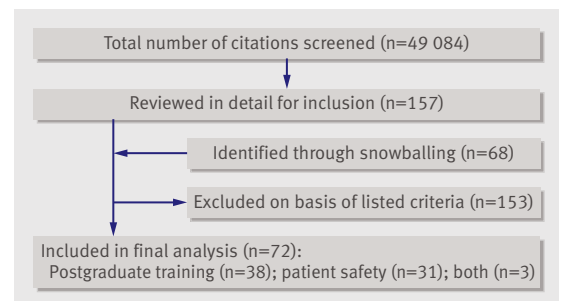 Total number of citations screened (n=49 084)
Reviewed in detail for inclusion (n=157)
Identified through snowballing (n=68)
Excluded on basis of listed criteria (n=153)
Included in final analysis (n=72):
Postgraduate training (n=38); patient safety (n=31); both (n=3)